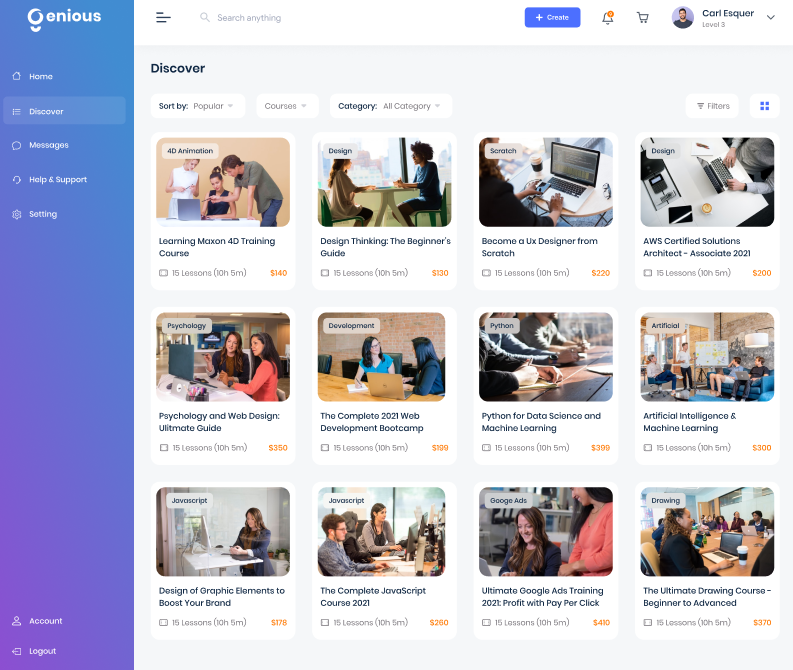 genious
Search anything
Create
Carl Esquer
Level 3
Home
Discover
Messages
Help & Support
Setting
Account
Logout
Discover
Sort by: Popular
Courses
Category: All Category
Filters
4D Animation
Learning Maxon 4D Training
Course
15 Lessons (10h 5m)
$140
Design
Design Thinking: The Beginner's
Guide
15 Lessons (10h 5m)
$130
Scratch
Become a Ux Designer from
Scratch
15 Lessons (10h 5m)
$220
Design
AWS Certified Solutions
Architect - Associate 2021
15 Lessons (10h 5m)
$200
Psychology
Psychology and Web Design:
Ulitmate Guide
15 Lessons (10h 5m)
$350
Development
The Complete 2021 Web
Development Bootcamp
15 Lessons (10h 5m)
$199
Python
Python for Data Science and
Machine Learning
15 Lessons (10h 5m)
$399
Artificial
Artificial Intelligence &
Machine Learning
15 Lessons (10h 5m)
$300
Javascript
Design of Graphic Elements to
Boost Your Brand
15 Lessons (10h 5m)
$178
Javascript
The Complete JavaScript
Course 2021
15 Lessons (10h 5m)
$260
Googe Ads
Ultimate Google Ads Training
2021: Profit with Pay Per Click
15 Lessons (10h 5m)
$410
Drawing
The Ultimate Drawing Course -
Beginner to Advanced
15 Lessons (10h 5m)
$370